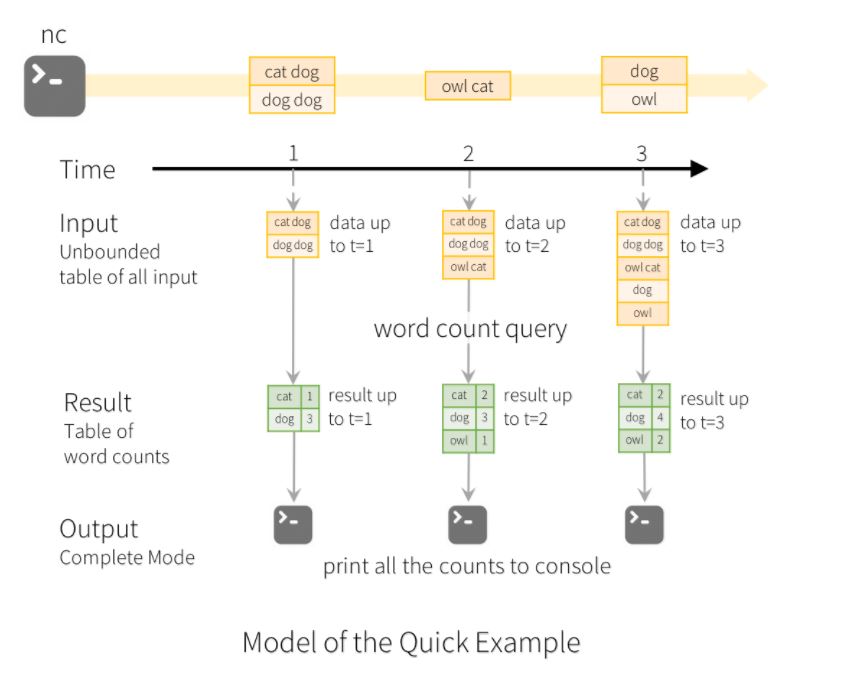 nc
cat dog
dog dog
owl cat
dog
owl
Time
1
2
3
Input
Unbounded
table of all input
cat dog
dog dog
data up
to t=1
cat dog
dog dog
owl cat
data up
to t=2
cat dog
dog dog
owl cat
dog
owl
data up
to t=3
word count query
Result
Table of
word counts
cat 1
dog 3
result up
to t=1
cat 2
dog 3
owl 1
result up
to t=2
cat 2
dog 4
owl 2
result up
to t=3
Output
Complete Mode
print all the counts to console
Model of the Quick Example